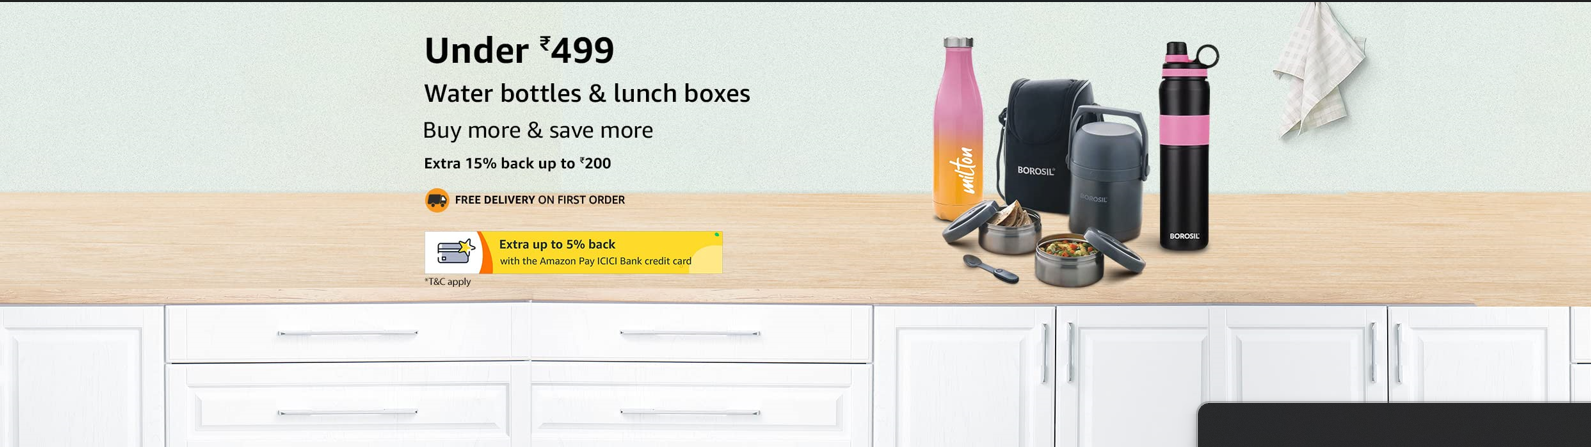 Under ₹499
Water bottles & lunch boxes
Buy more & save more
Extra 15% back up to ₹200
FREE DELIVERY ON FIRST ORDER
Extra up to 5% back
with the Amazon Pay ICICI Bank credit card
*T&C apply
milton
BOROSIL
BOROSIL
BOROSIL